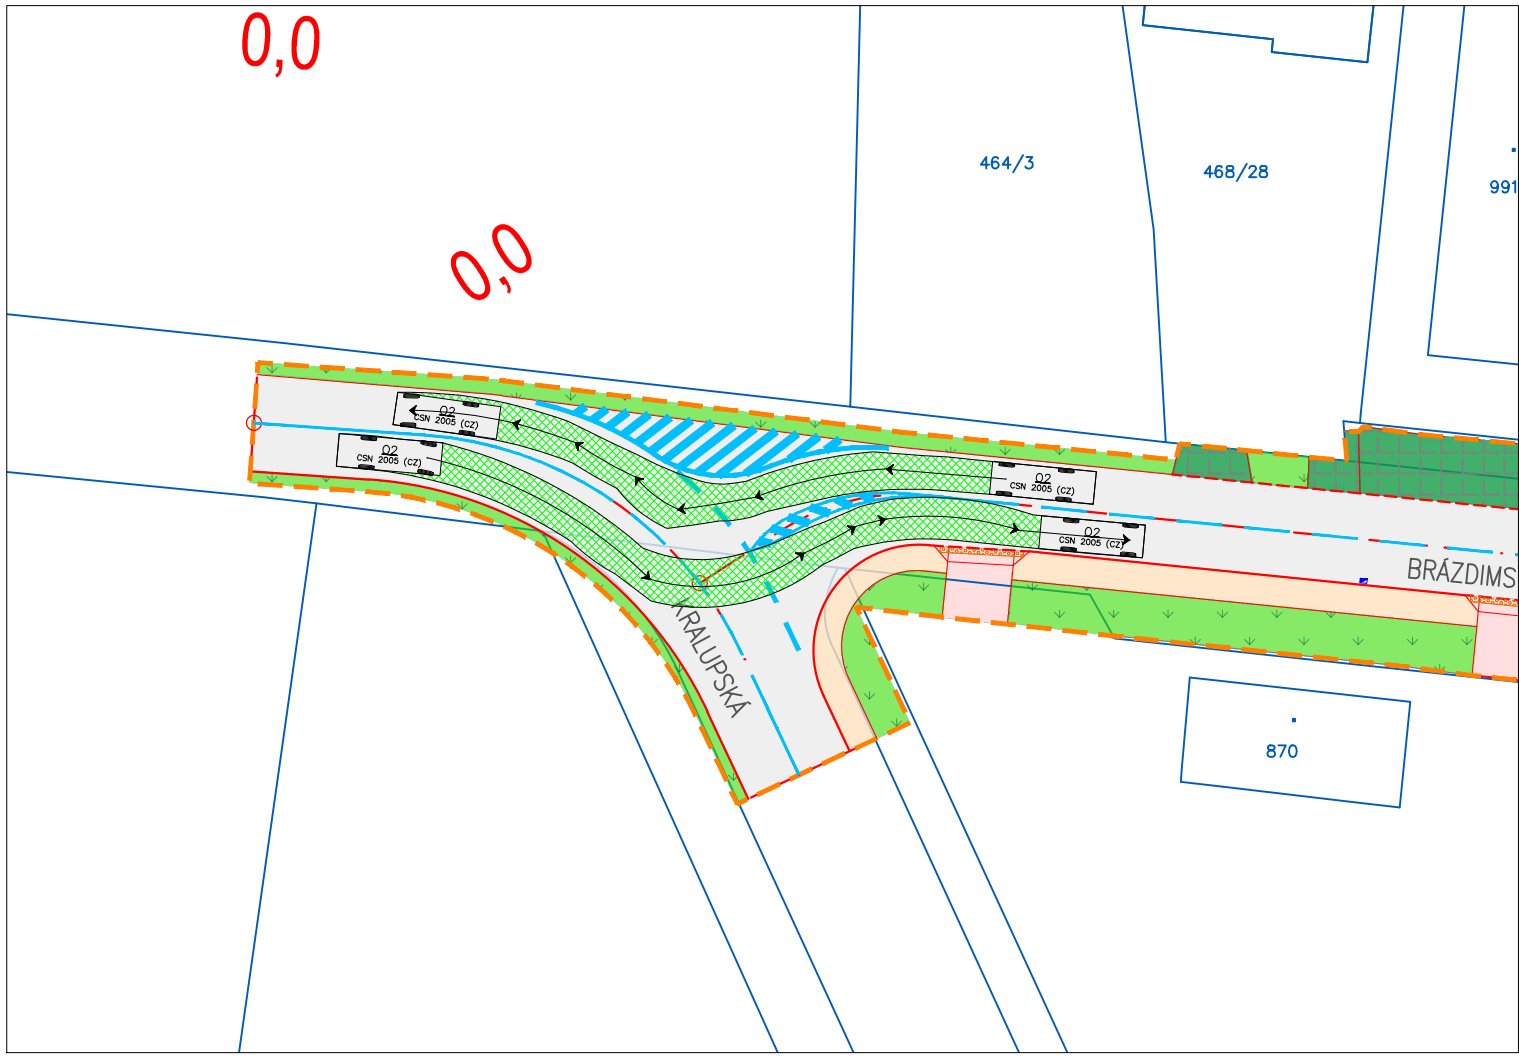 0,0
464/3
468/28
991
0,0
O2
CSN 2005 (CZ)
O2
CSN 2005 (CZ)
O2
CSN 2005 (CZ)
O2
CSN 2005 (CZ)
BRÁZDIMS
KRALUPSKÁ
870